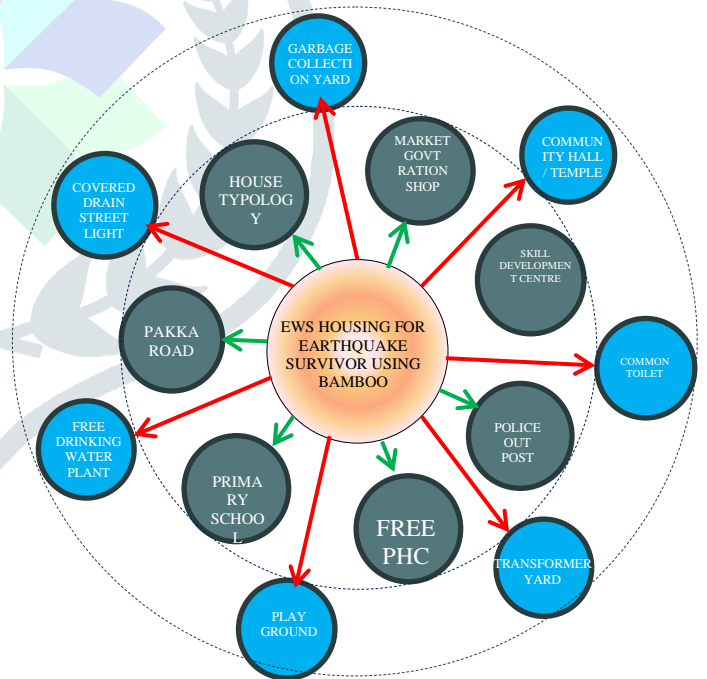 GARBAGE
COLLECTI
ON YARD
MARKET
GOVT
RATION
SHOP
COMMUN
ITY HALL
/ TEMPLE
HOUSE
TYPOLOG
Y
COVERED
DRAIN
STREET
LIGHT
SKILL
DEVELOPMEN
T CENTRE
PAKKA
ROAD
EWS HOUSING FOR
EARTHQUAKE
SURVIVOR USING
BAMBOO
COMMON
TOILET
FREE
DRINKING
WATER
PLANT
POLICE
OUT
POST
PRIMA
RY
SCHOO
L
FREE
PHC
TRANSFORMER
YARD
PLAY
GROUND